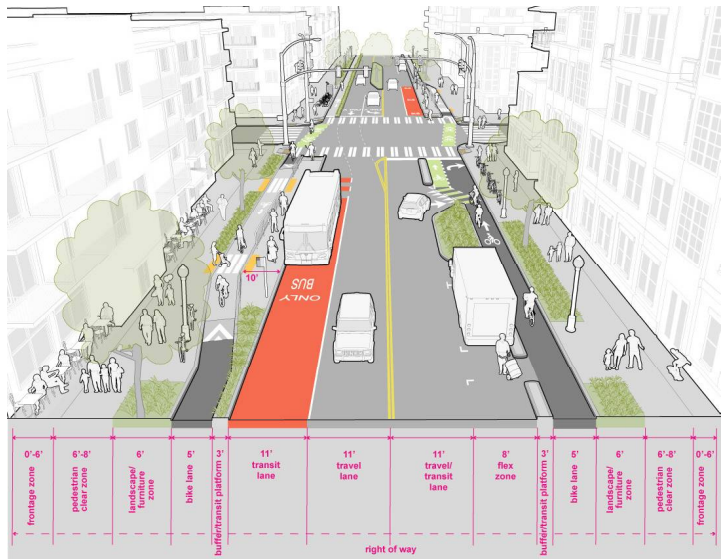 10'
ONLY
BUS
0'-6'
frontage zone
6'-8'
pedestrian
clear zone
6'
landscape/
furniture
zone
5'
bike lane
3'
buffer/transit platform
11'
transit
lane
11'
travel
lane
11'
travel/
transit
lane
8'
flex
zone
3'
buffer/transit platform
5'
bike lane
6'
landscape/
furniture
zone
6'-8'
pedestrian
clear zone
0'-6'
frontage zone
right of way